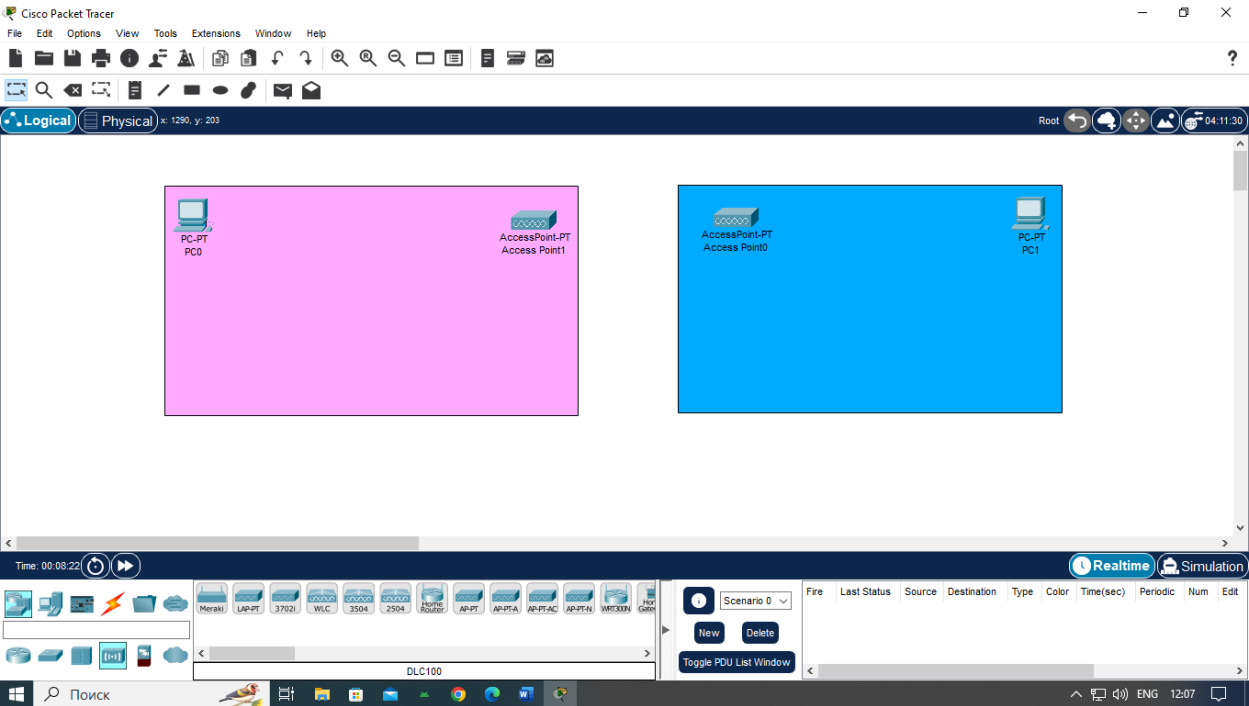 Cisco Packet Tracer
File Edit Options View Tools Extensions Window Help
?
Logical Physical x: 1290, y: 203 Root 04:11:30
PC-PT
PC0
AccessPoint-PT
Access Point1
AccessPoint-PT
Access Point0
PC-PT
PC1
Time: 00:08:22 Realtime Simulation
Meraki LAP-PT 3702i WLC 3504 2504 Home Router AP-PT AP-PT-A AP-PT-AC AP-PT-N WRT300N
DLC100
Scenario 0
New Delete
Toggle PDU List Window
Fire Last Status Source Destination Type Color Time(sec) Periodic Num Edit
Поиск
W
ENG 12:07